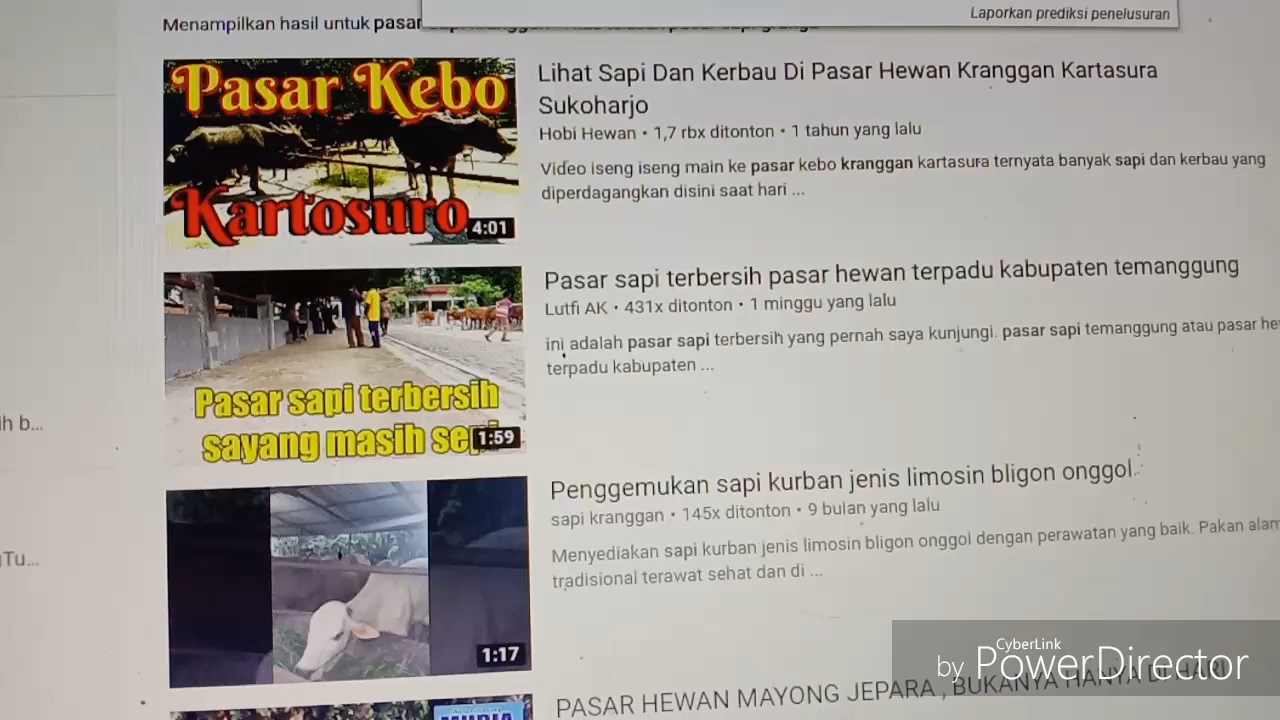 Laporkan prediksi penelusuran
Menampilkan hasil untuk pasar
Pasar Kebo
Kartosuro
4:01
Lihat Sapi Dan Kerbau Di Pasar Hewan Kranggan Kartasura
Sukoharjo
Hobi Hewan • 1,7 rbx ditonton • 1 tahun yang lalu
Video iseng iseng main ke pasar kebo kranggan kartasura ternyata banyak sapi dan kerbau yang
diperdagangkan disini saat hari ...
Pasar sapi terbersih
sayang masih
1:59
Pasar sapi terbersih pasar hewan terpadu kabupaten temanggung
Lutfi AK • 431x ditonton • 1 minggu yang lalu
ini adalah pasar sapi terbersih yang pernah saya kunjungi. pasar sapi temanggung atau pasar he
terpadu kabupaten ...
ih b...
1:17
Penggemukan sapi kurban jenis limosin bligon onggol
sapi kranggan • 145x ditonton • 9 bulan yang lalu
Menyediakan sapi kurban jenis limosin bligon onggol dengan perawatan yang baik. Pakan alam
tradisional terawat sehat dan di ...
Tu...
PASAR HEWAN MAYONG JEPARA , BUKANYA HANYA DI HARI
by CyberLink PowerDirector